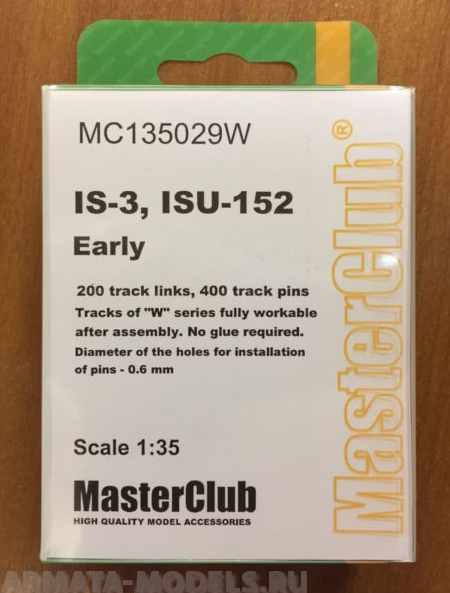 MC135029W
IS-3, ISU-152
Early
200 track links, 400 track pins
Tracks of "W" series fully workable
after assembly. No glue required.
Diameter of the holes for installation
of pins - 0.6 mm
Scale 1:35
MasterClub
HIGH QUALITY MODEL ACCESSORIES
MasterClub®
ARMATA-MODELS.RU